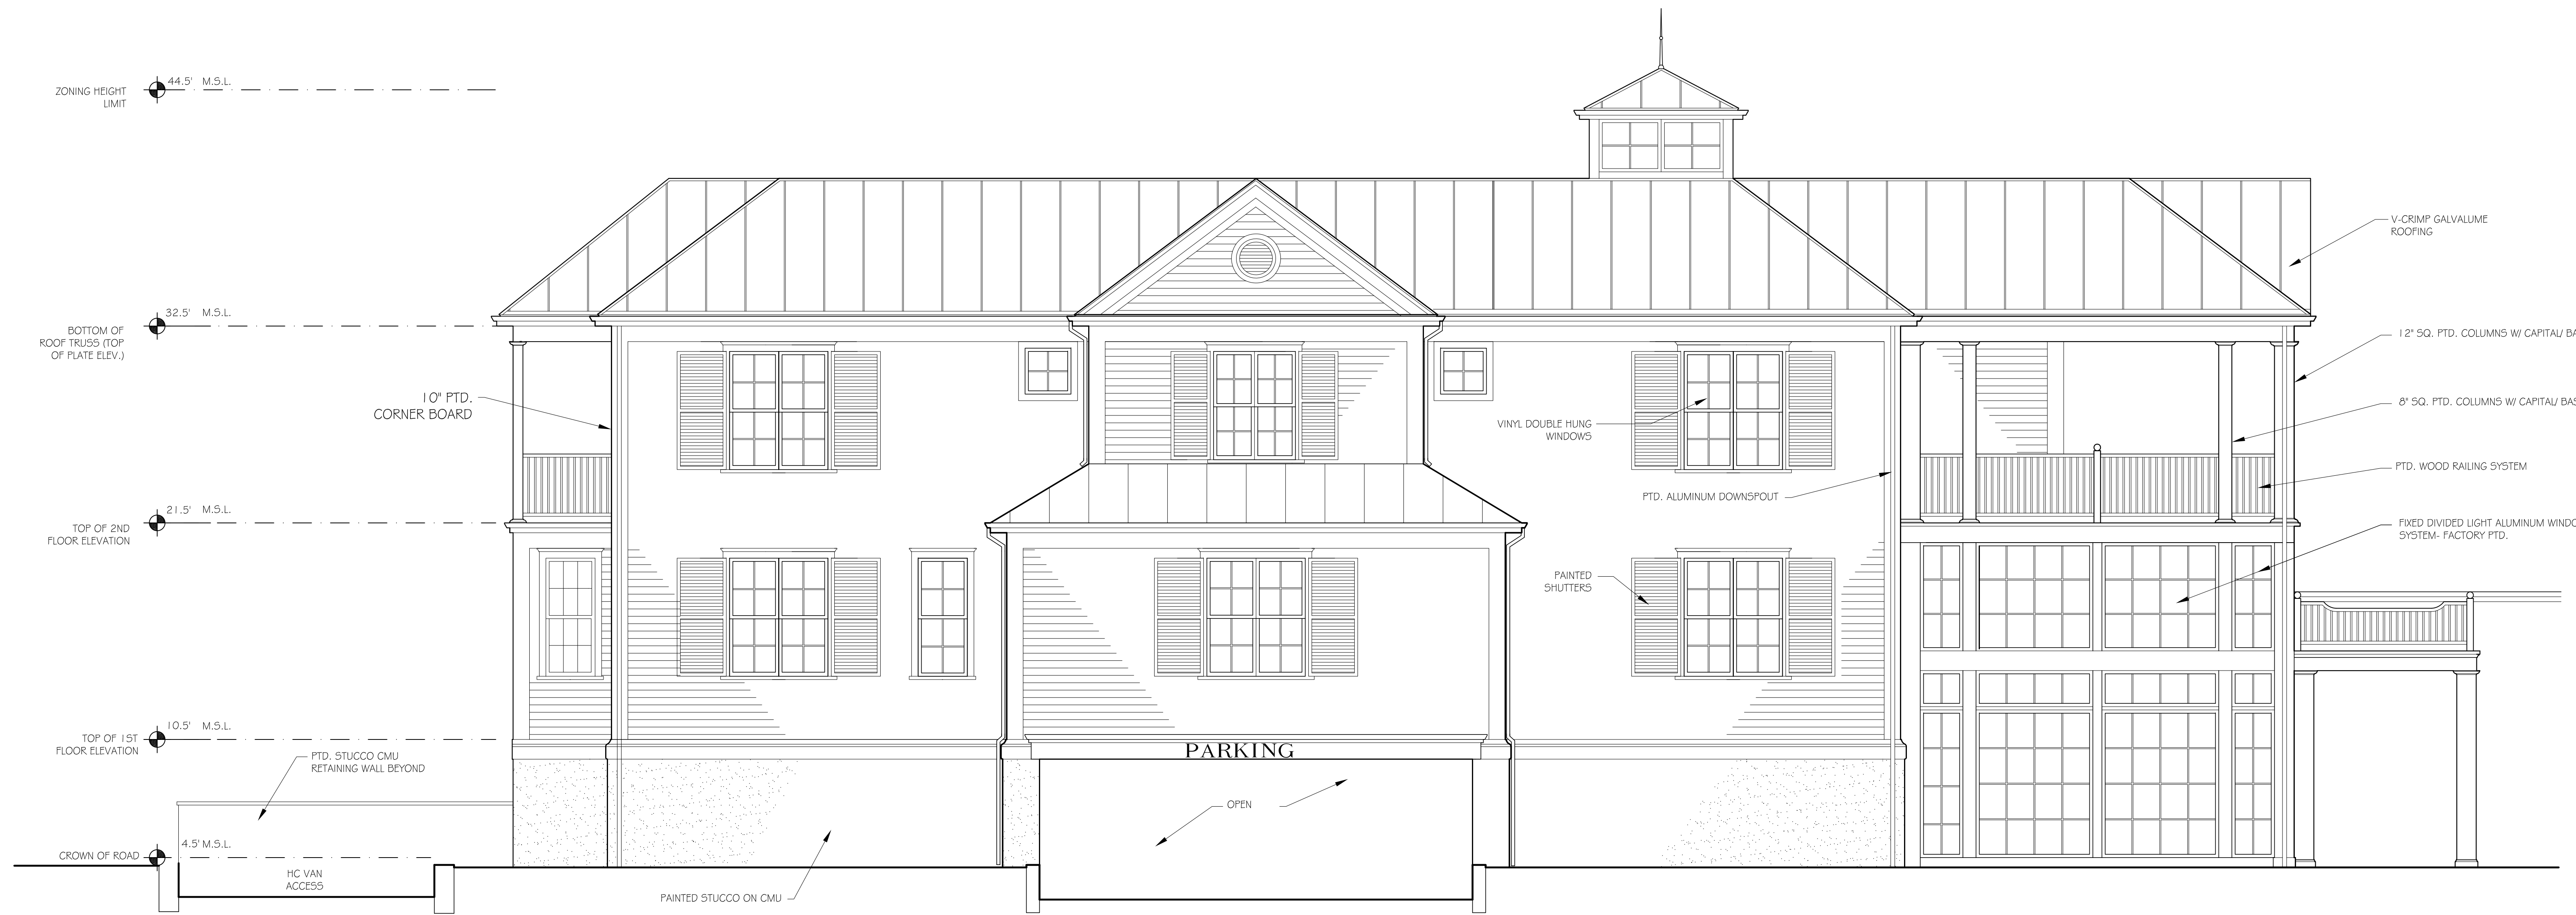 44.5' M.S.L.
ZONING HEIGHT
LIMIT
V-CRIMP GALVALUME
ROOFING
32.5' M.S.L.
BOTTOM OF
ROOF TRUSS (TOP
OF PLATE ELEV.)
12" SQ. PTD. COLUMNS W/ CAPITAL/
10" PTD.
CORNER BOARD
8" SQ. PTD. COLUMNS W/ CAPITAL/
VINYL DOUBLE HUNG
WINDOWS
PTD. WOOD RAILING SYSTEM
PTD. ALUMINUM DOWNSPOUT
21.5' M.S.L.
TOP OF 2ND
FLOOR ELEVATION
FIXED DIVIDED LIGHT ALUMINUM
SYSTEM- FACTORY PTD.
PAINTED
SHUTTERS
10.5' M.S.L.
TOP OF 1ST
FLOOR ELEVATION
PARKING
PTD. STUCCO CMU
RETAINING WALL BEYOND
OPEN
4.5' M.S.L.
CROWN OF ROAD
HC VAN
ACCESS
PAINTED STUCCO ON CMU